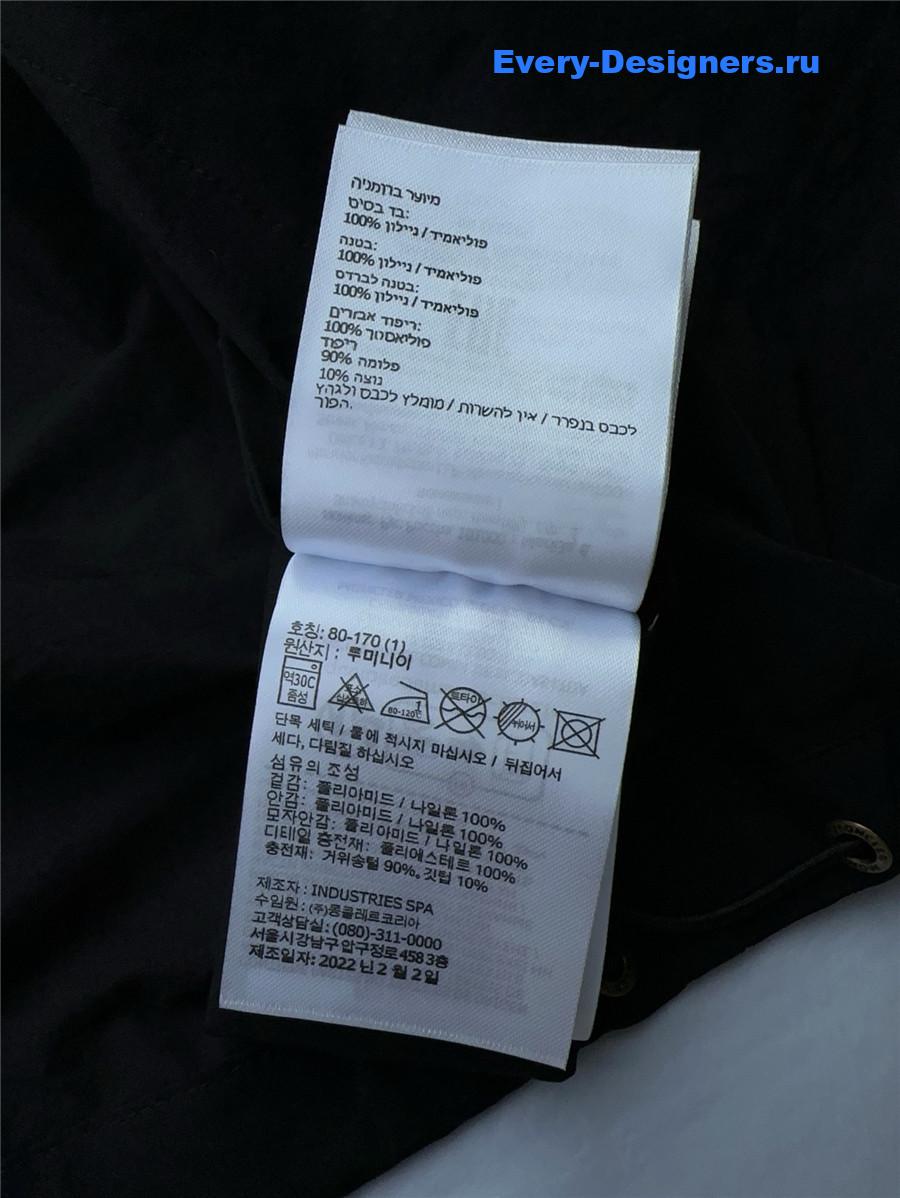 Every-Designers.ru
מיוצר ברומניה
בד בסיס:
100% פוליאמיד / ניילון
בטנה:
100% פוליאמיד / ניילון
בטנה לברדס:
100% פוליאמיד / ניילון
ריפוד אבזרים:
100% פוליאסטך
ריפוד
90% פלומה
10% נוצה
לכבס בנפרד / אין להשרות / מומלץ לכבס ולגהץ
הפוך.
호칭: 80-170 (1)
원산지 : 루미니이
역30C
중성
80-120℃
단목 세틱 / 물에 적시지 마십시오 / 뒤집어서
세다, 다림질 하십시오
섬유의 조성
겉감: 폴리아미드 / 나일론 100%
안감: 폴리아미드 / 나일론 100%
모자안감: 폴리아미드 / 나일론 100%
디테일 충전재: 폴리에스테르 100%
충전재: 거위솜털 90%. 깃털 10%
제조자 : INDUSTRIES SPA
수임원 : (주)몽클레르코리아
고객상담실: (080)-311-0000
서울시강남구압구정로458 3층
제조일자: 2022 닌 2 월 2일